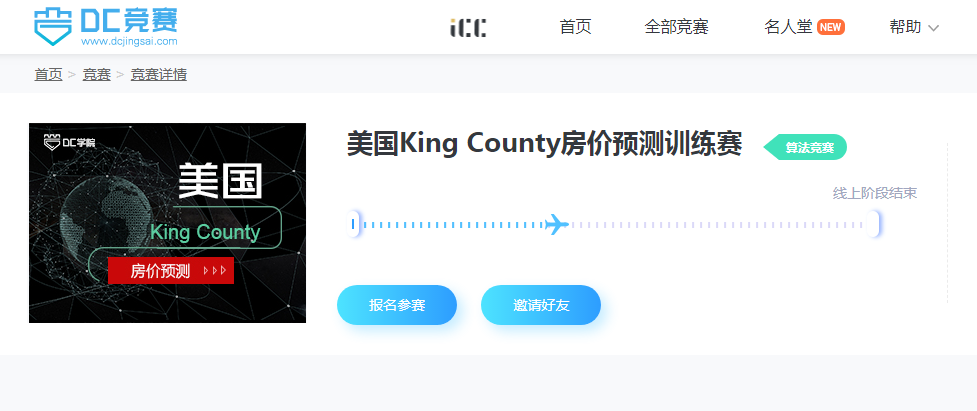 DC竞赛
www.dcjingsai.com
iCC 首页 全部竞赛 名人堂 NEW 帮助
首页 > 竞赛 > 竞赛详情
DC学院
美国
King County
房价预测
美国King County房价预测训练赛 算法竞赛
线上阶段结束
报名参赛 邀请好友